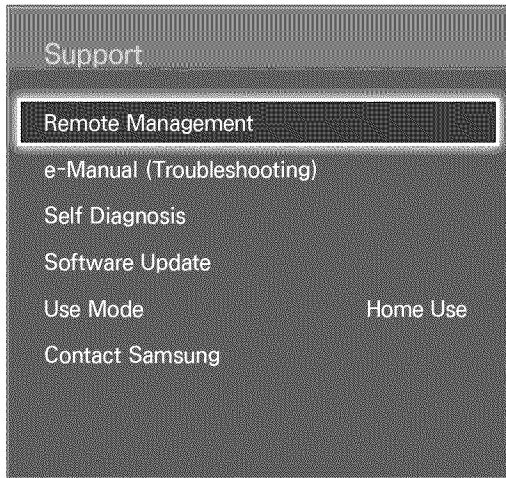 Support
Remote Management
e-Manual (Troubleshooting)
Self Diagnosis
Software Update
Use Mode Home Use
Contact Samsung